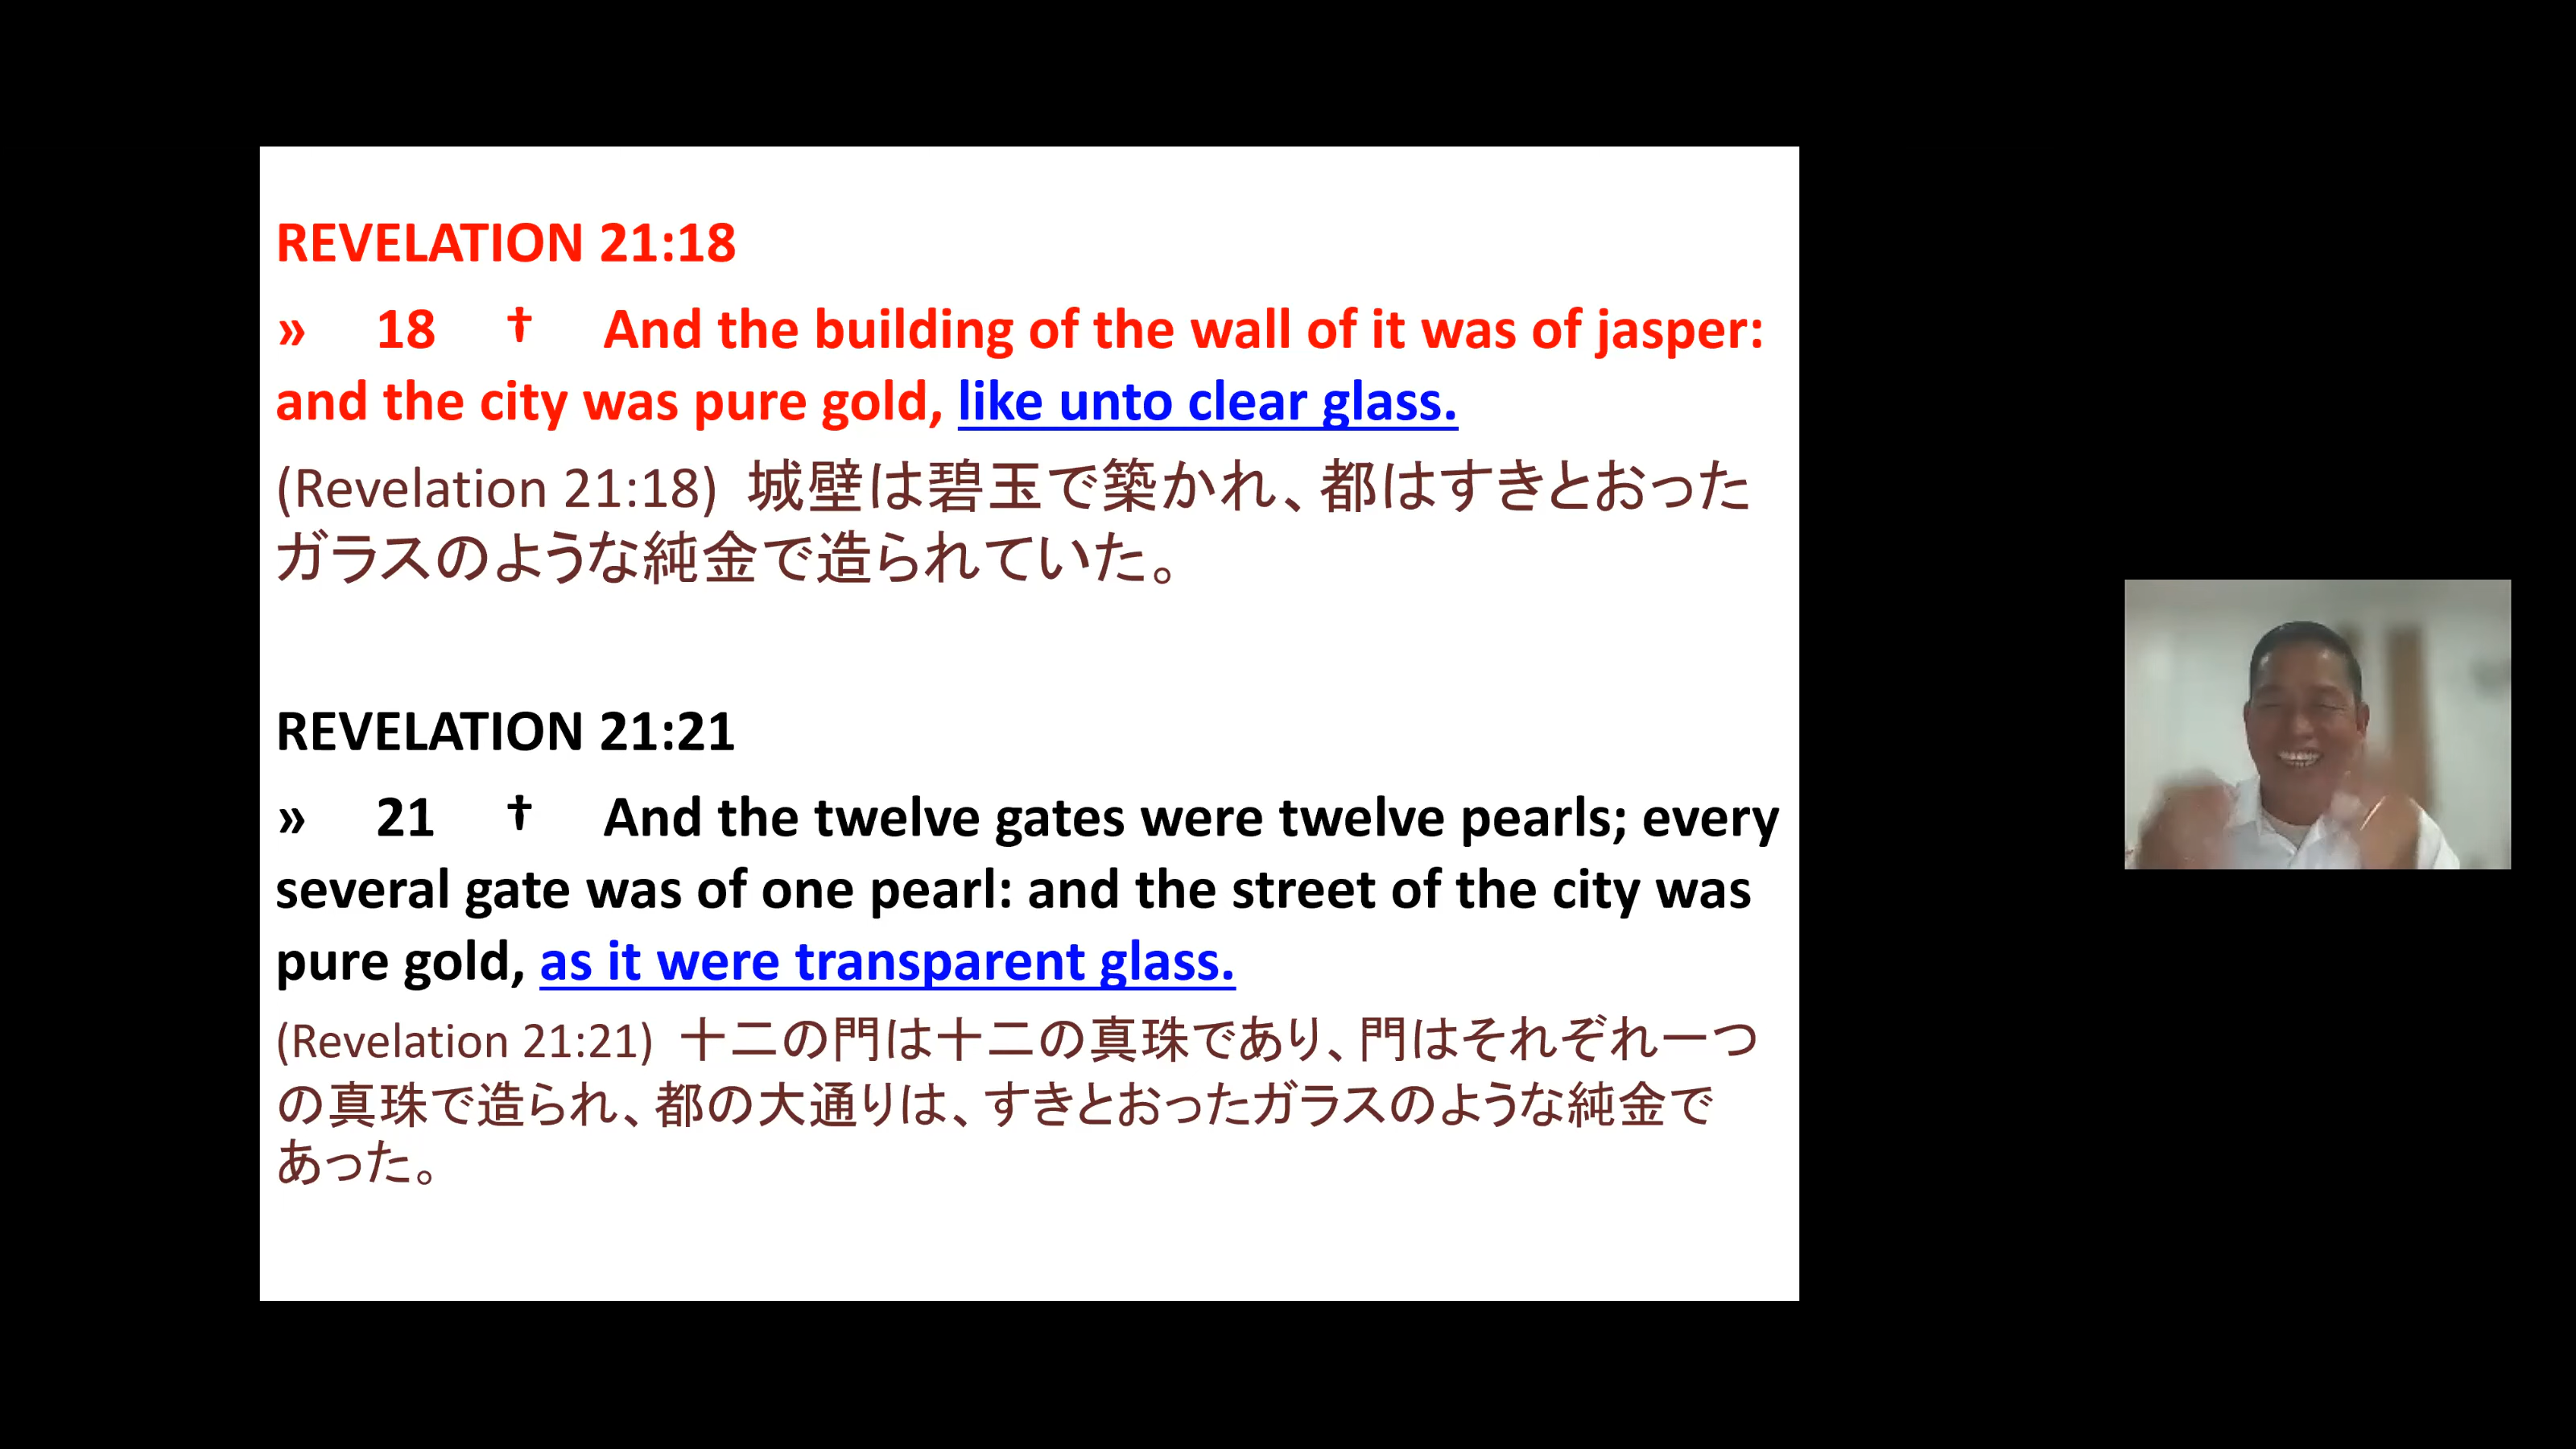 REVELATION 21:18
» 18 † And the building of the wall of it was of jasper:
and the city was pure gold, like unto clear glass.
(Revelation 21:18) 城壁は碧玉で築かれ、都はすきとおった
ガラスのような純金で造られていた。
REVELATION 21:21
» 21 † And the twelve gates were twelve pearls; every
several gate was of one pearl: and the street of the city was
pure gold, as it were transparent glass.
(Revelation 21:21) 十二の門は十二の真珠であり、門はそれぞれ一つ
の真珠で造られ、都の大通りは、すきとおったガラスのような純金で
あった。